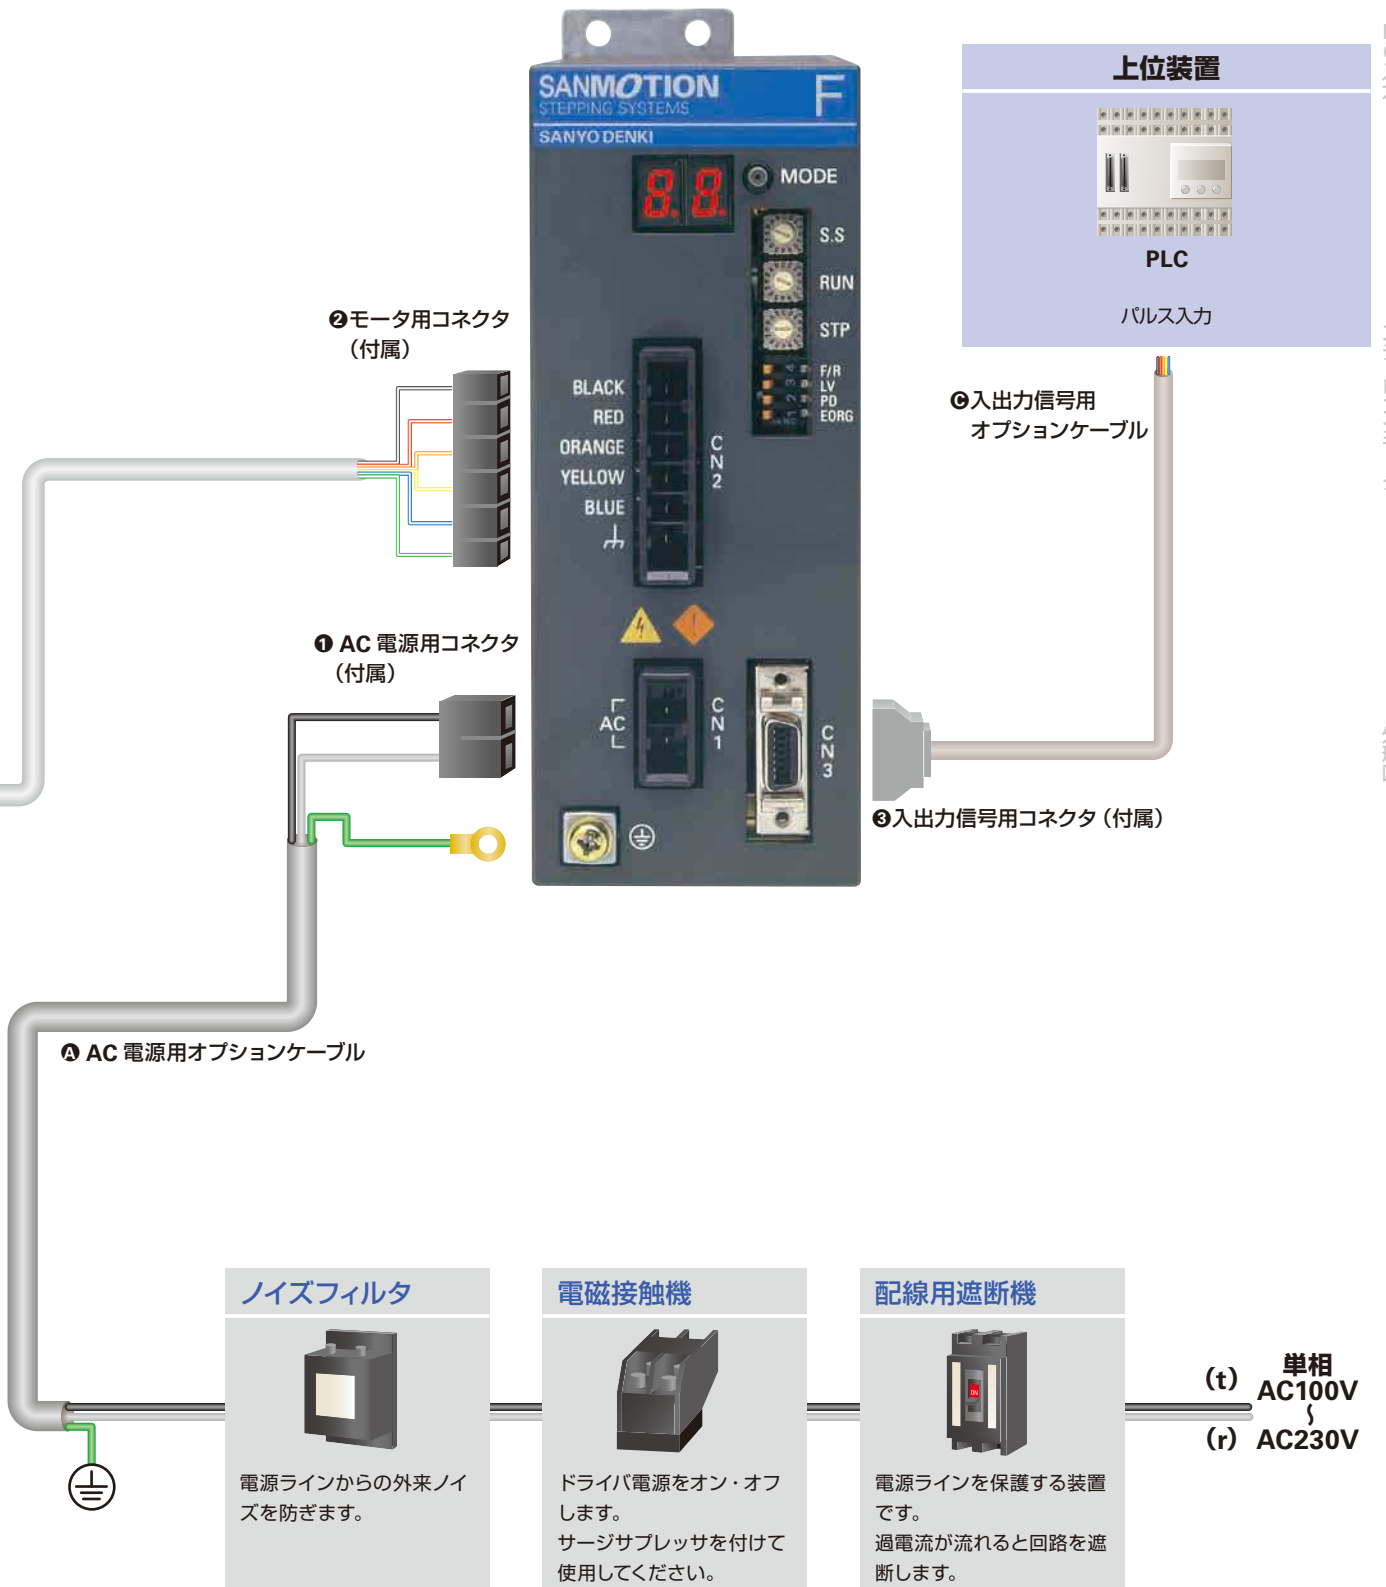 SANMOTION
STEPPING SYSTEMS
F
SANYO DENKI
MODE
S.S
RUN
STP
F/R
LV
PD
EORG
上位装置
PLC
パルス入力
❷モータ用コネクタ
（付属）
BLACK
RED
ORANGE
YELLOW
BLUE
CN2
Ⓒ入出力信号用
オプションケーブル
❶ AC 電源用コネクタ
（付属）
AC
CN1
CN3
❸入出力信号用コネクタ（付属）
Ⓐ AC 電源用オプションケーブル
ノイズフィルタ
電源ラインからの外来ノイ
ズを防ぎます。
電磁接触機
ドライバ電源をオン・オフ
します。
サージサプレッサを付けて
使用してください。
配線用遮断機
ON
電源ラインを保護する装置
です。
過電流が流れると回路を遮
断します。
（t）
（r）
単相
AC100V
〜
AC230V